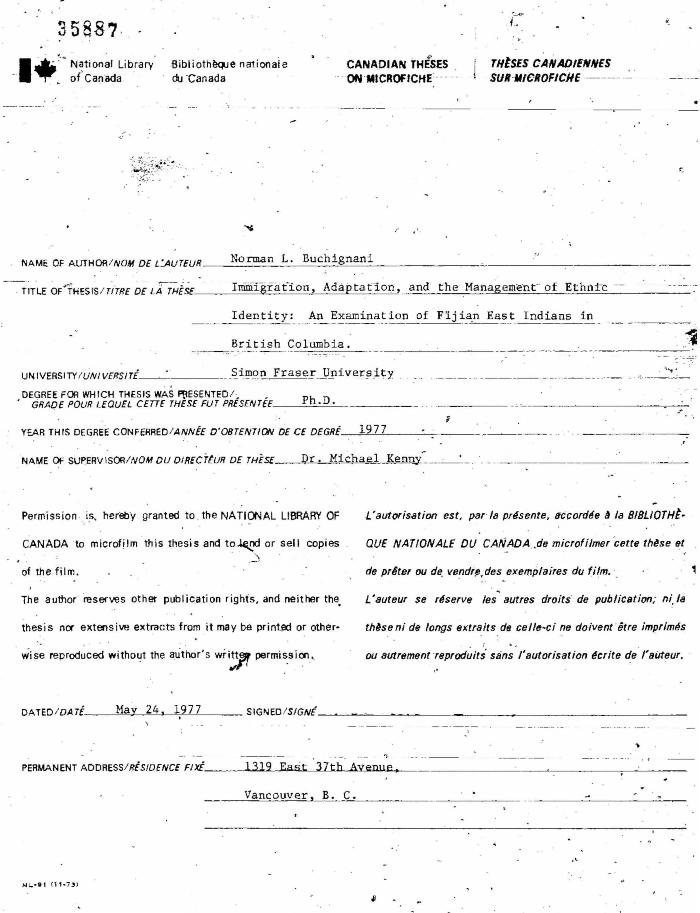 35887
National Library Bibliothèque nationale CANADIAN THESES THÈSES CANADIENNES
of Canada du Canada ON MICROFICHE SUR MICROFICHE
NAME OF AUTHOR/NOM DE L'AUTEUR Norman L. Buchignani
TITLE OF THESIS/TITRE DE LA THÈSE Immigration, Adaptation, and the Management of Ethnic
Identity: An Examination of Fijian East Indians in
British Columbia.
UNIVERSITY/UNIVERSITÉ Simon Fraser University
DEGREE FOR WHICH THESIS WAS PRESENTED/
GRADE POUR LEQUEL CETTE THÈSE FUT PRÉSENTÉE Ph.D.
YEAR THIS DEGREE CONFERRED/ANNÉE D'OBTENTION DE CE DEGRÉ 1977
NAME OF SUPERVISOR/NOM DU DIRECTEUR DE THÈSE Dr. Michael Kenny
Permission is, hereby granted to the NATIONAL LIBRARY OF
CANADA to microfilm this thesis and to lend or sell copies
of the film.
The author reserves other publication rights, and neither the
thesis nor extensive extracts from it may be printed or other-
wise reproduced without the author's written permission.
L'autorisation est, par la présente, accordée à la BIBLIOTHÈ-
QUE NATIONALE DU CANADA de microfilmer cette thèse et
de prêter ou de vendre des exemplaires du film.
L'auteur se réserve les autres droits de publication; ni la
thèse ni de longs extraits de celle-ci ne doivent être imprimés
ou autrement reproduits sans l'autorisation écrite de l'auteur.
DATED/DATÉ May 24, 1977 SIGNED/SIGNÉ
PERMANENT ADDRESS/RÉSIDENCE FIXÉ 1319 East 37th Avenue,
Vancouver, B. C.
NL-91 (11-73)